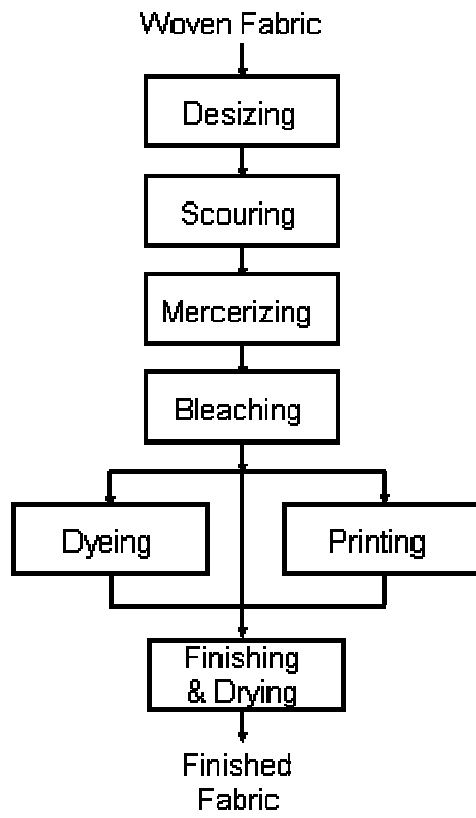 Woven Fabric
Desizing
Scouring
Mercerizing
Bleaching
Dyeing
Printing
Finishing
& Drying
Finished
Fabric